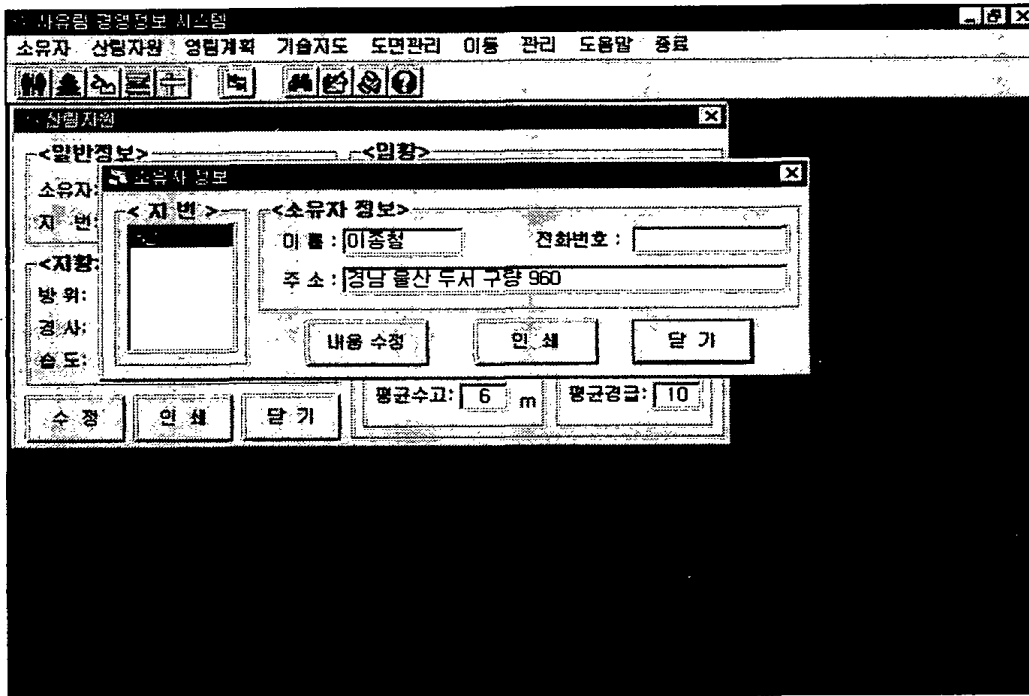 사유림 경영정보 시스템
소유자 산림자원 영림계획 기술지도 도면관리 이동 관리 도움말 종료
산림자원
<일반정보> <임황>
소유자:
지 번:
<지황>
방 위:
경 사:
습 도:
소유자 정보
< 지 번 >
<소유자 정보>
이 름 : 이종철 전화번호 :
주 소 : 경남 울산 두서 구량 960
내용 수정 인 쇄 닫 기
평균수고: 6 m 평균경급: 10
수 정 인 쇄 닫 기